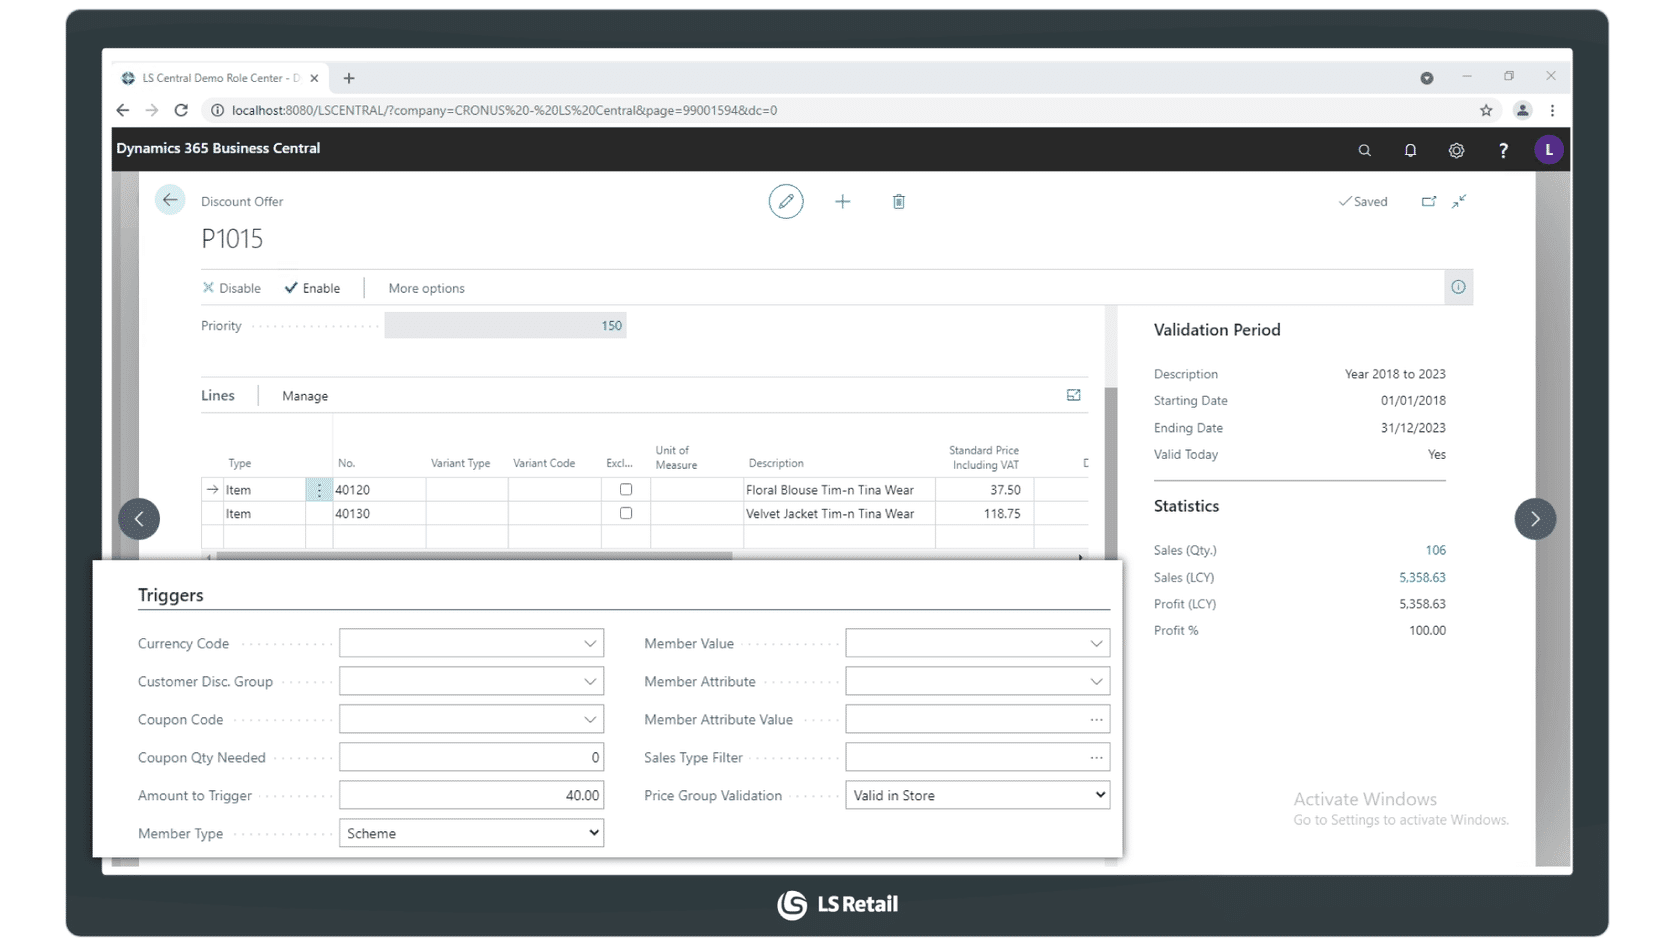 LS Central Demo Role Center - D
localhost:8080/LSCENTRAL/?company=CRONUS%20-%20LS%20Central&page=99001594&dc=0
Dynamics 365 Business Central
? L
Discount Offer
Saved
P1015
Disable Enable More options
Priority 150
Lines Manage
Type No. Variant Type Variant Code Excl... Unit of Measure Description Standard Price Including VAT
Item 40120 Floral Blouse Tim-n Tina Wear 37.50
Item 40130 Velvet Jacket Tim-n Tina Wear 118.75
Validation Period
Description Year 2018 to 2023
Starting Date 01/01/2018
Ending Date 31/12/2023
Valid Today Yes
Statistics
Sales (Qty.) 106
Sales (LCY) 5,358.63
Profit (LCY) 5,358.63
Profit % 100.00
Triggers
Currency Code
Customer Disc. Group
Coupon Code
Coupon Qty Needed 0
Amount to Trigger 40.00
Member Type Scheme
Member Value
Member Attribute
Member Attribute Value
Sales Type Filter
Price Group Validation Valid in Store
Activate Windows
Go to Settings to activate Windows.
LS Retail